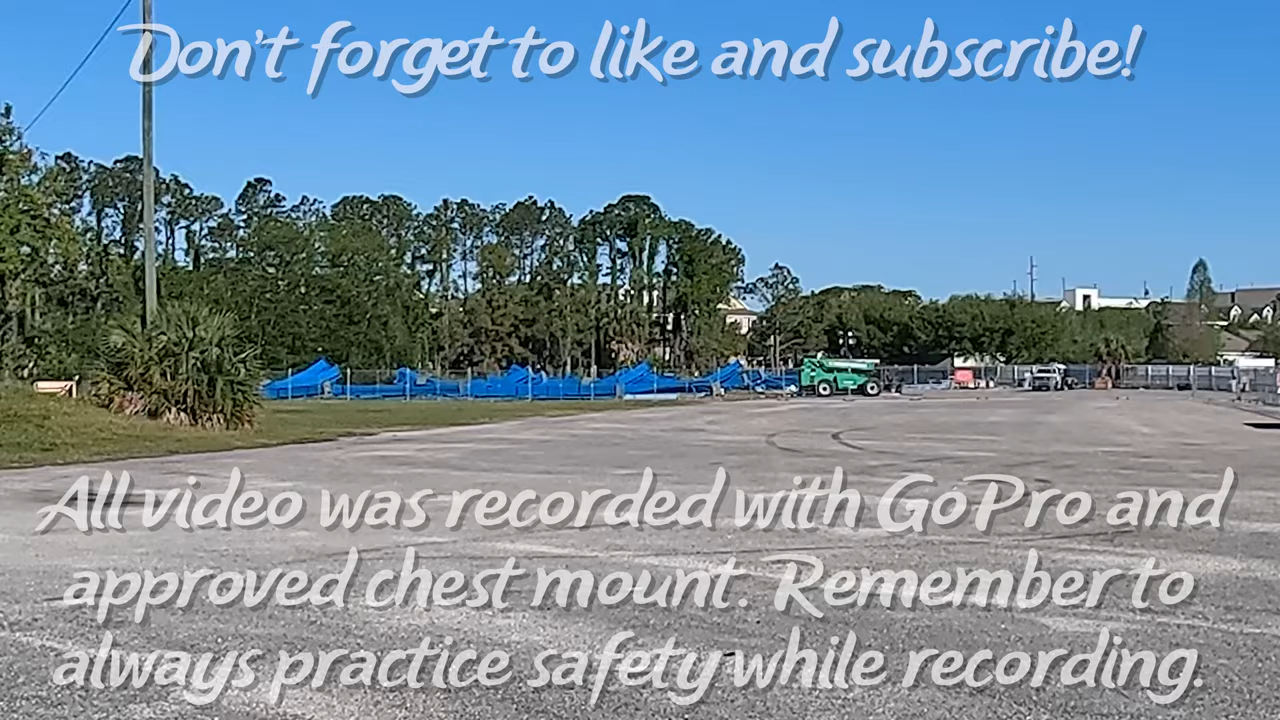 Don't forget to like and subscribe!
All video was recorded with GoPro and
approved chest mount. Remember to
always practice safety while recording.